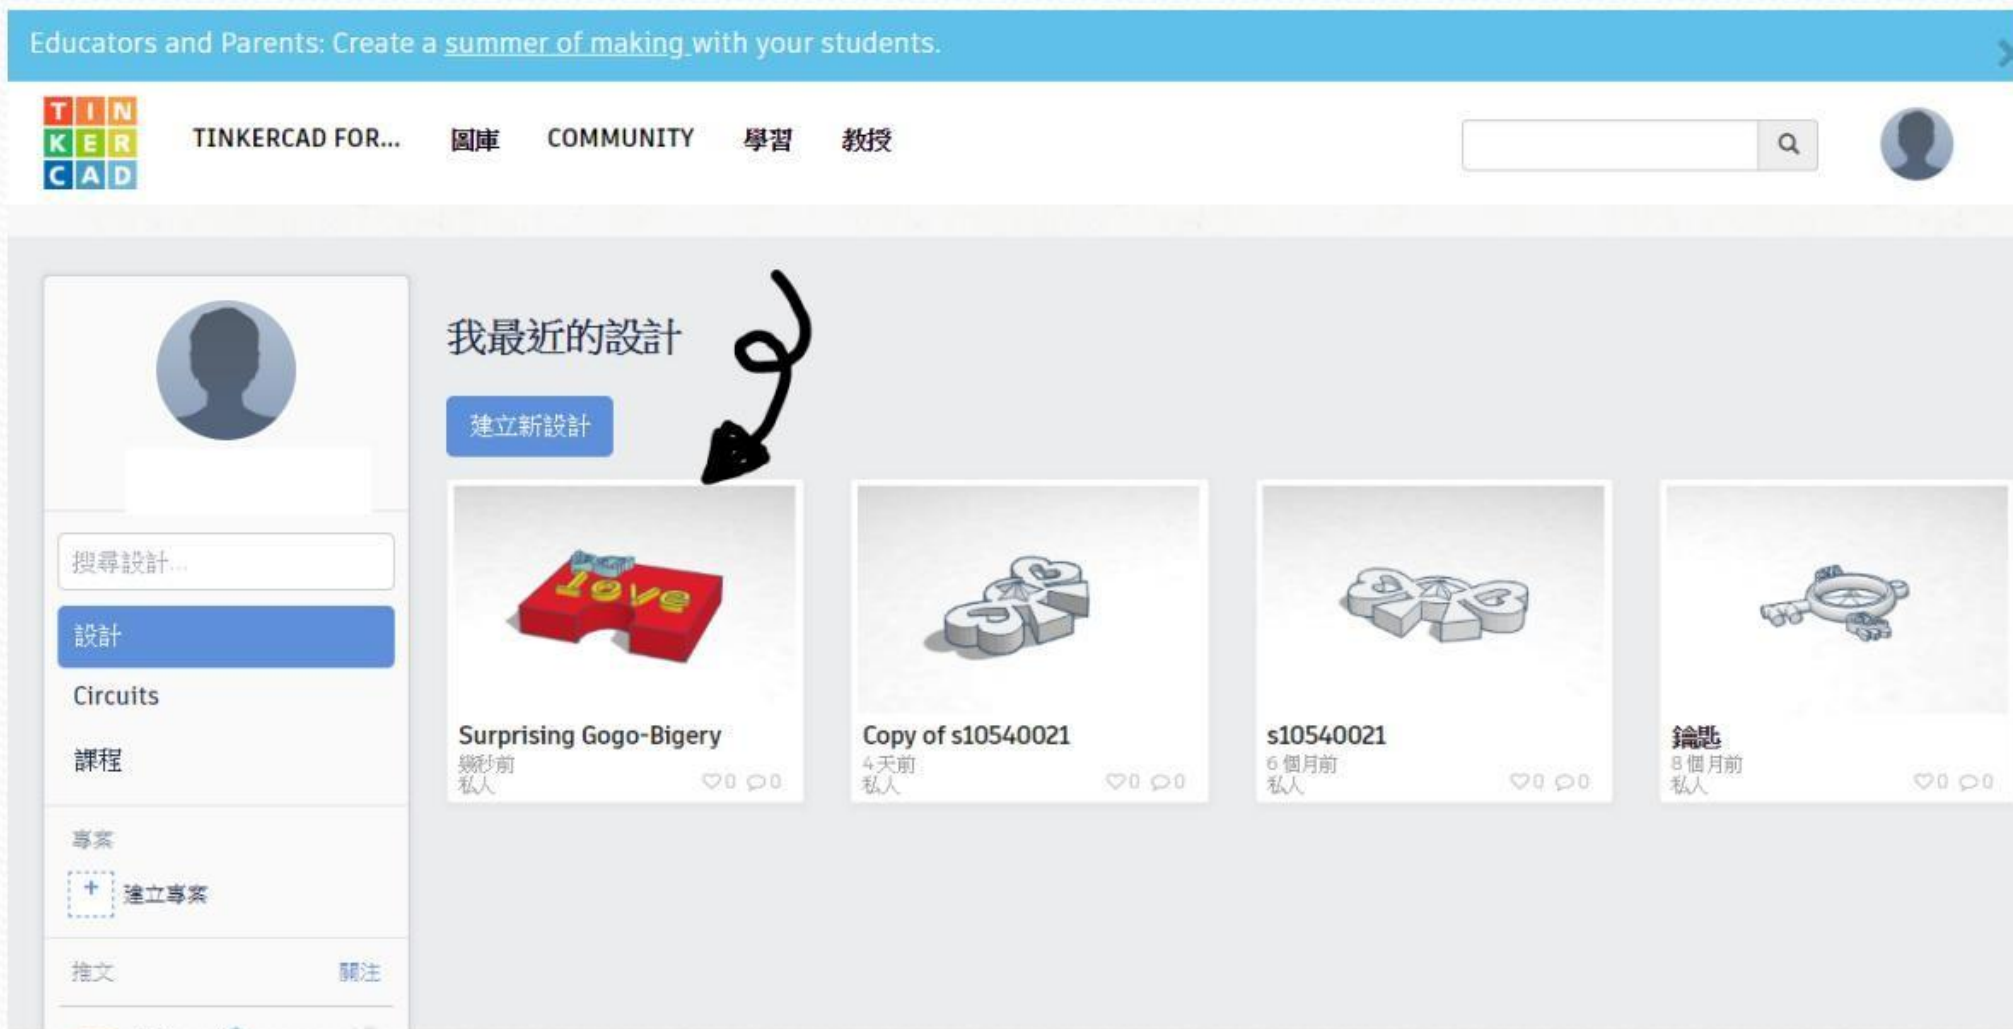 Educators and Parents: Create a summer of making with your students.
TIN
KER
CAD
TINKERCAD FOR... 圖庫 COMMUNITY 學習 教授
我最近的設計
建立新設計
搜尋設計...
設計
Circuits
課程
專案
+ 建立專案
推文 關注
love
Surprising Gogo-Bigery
幾秒前
私人 0 0
Copy of s10540021
4 天前
私人 0 0
s10540021
6 個月前
私人 0 0
鑰匙
8 個月前
私人 0 0